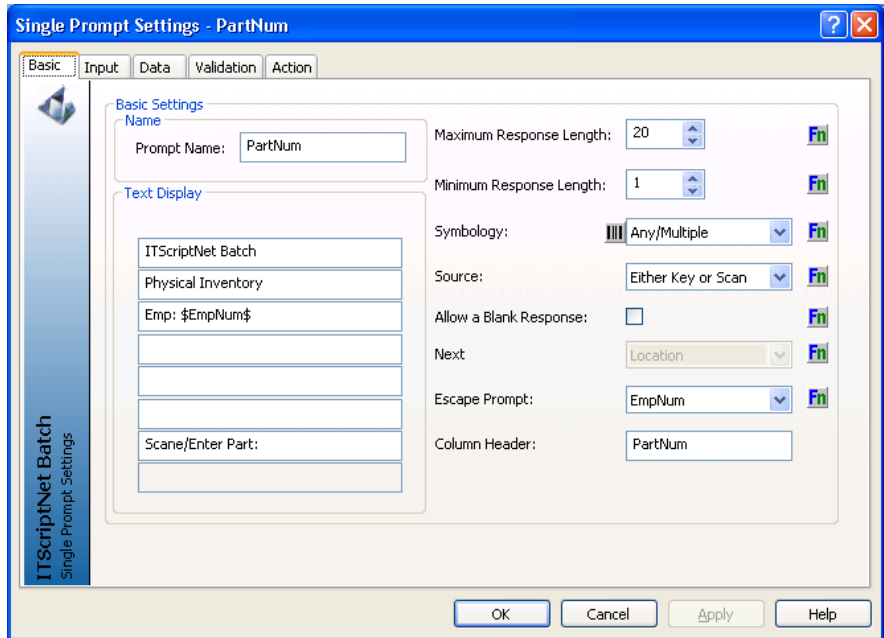 Single Prompt Settings - PartNum
Basic
Input
Data
Validation
Action
Basic Settings
Name
Prompt Name:
PartNum
Text Display
ITScriptNet Batch
Physical Inventory
Emp: $EmpNum$
Scane/Enter Part:
Maximum Response Length:
20
Fn
Minimum Response Length:
1
Fn
Symbology:
Any/Multiple
Fn
Source:
Either Key or Scan
Fn
Allow a Blank Response:
Fn
Next
Location
Fn
Escape Prompt:
EmpNum
Fn
Column Header:
PartNum
ITScriptNet Batch
Single Prompt Settings
OK
Cancel
Apply
Help